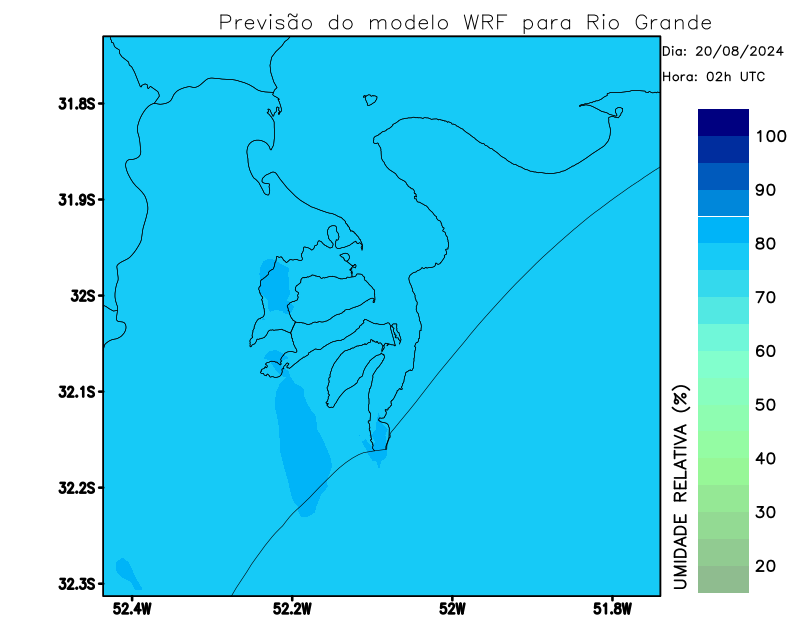 Previsão do modelo WRF para Rio Grande
Dia: 20/08/2024
Hora: 02h UTC
31.8S
31.9S
32S
32.1S
32.2S
32.3S
52.4W
52.2W
52W
51.8W
100
90
80
70
60
50
40
30
20
UMIDADE RELATIVA (%)